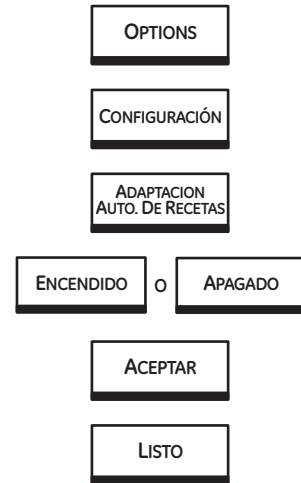 OPTIONS
CONFIGURACIÓN
ADAPTACION
AUTO. DE RECETAS
ENCENDIDO O APAGADO
ACEPTAR
LISTO